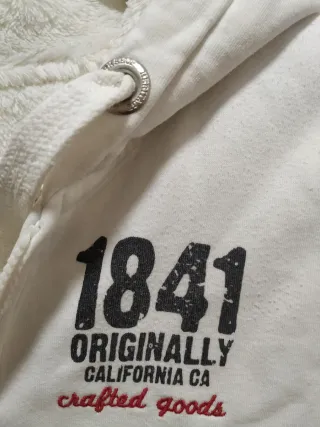 1841
ORIGINALLY
CALIFORNIA CA
crafted goods